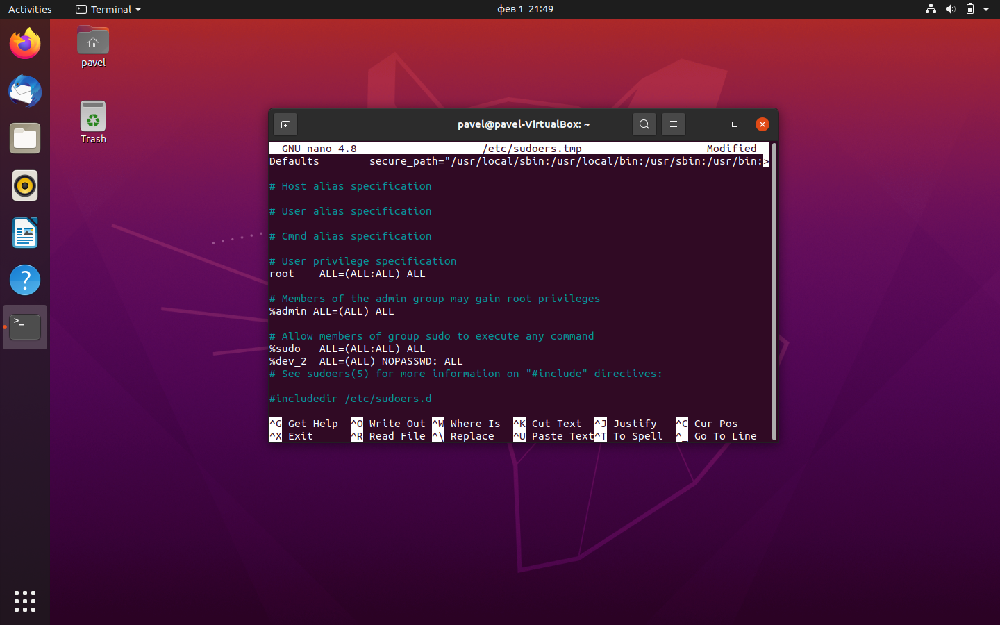 Activities Terminal фев 1 21:49
pavel
Trash
pavel@pavel-VirtualBox: ~
GNU nano 4.8 /etc/sudoers.tmp Modified
Defaults secure_path="/usr/local/sbin:/usr/local/bin:/usr/sbin:/usr/bin:>
# Host alias specification
# User alias specification
# Cmnd alias specification
# User privilege specification
root ALL=(ALL:ALL) ALL
# Members of the admin group may gain root privileges
%admin ALL=(ALL) ALL
# Allow members of group sudo to execute any command
%sudo ALL=(ALL:ALL) ALL
%dev_2 ALL=(ALL) NOPASSWD: ALL
# See sudoers(5) for more information on "#include" directives:
#includedir /etc/sudoers.d
^G Get Help ^O Write Out ^W Where Is ^K Cut Text ^J Justify ^C Cur Pos
^X Exit ^R Read File ^\ Replace ^U Paste Text ^T To Spell ^_ Go To Line